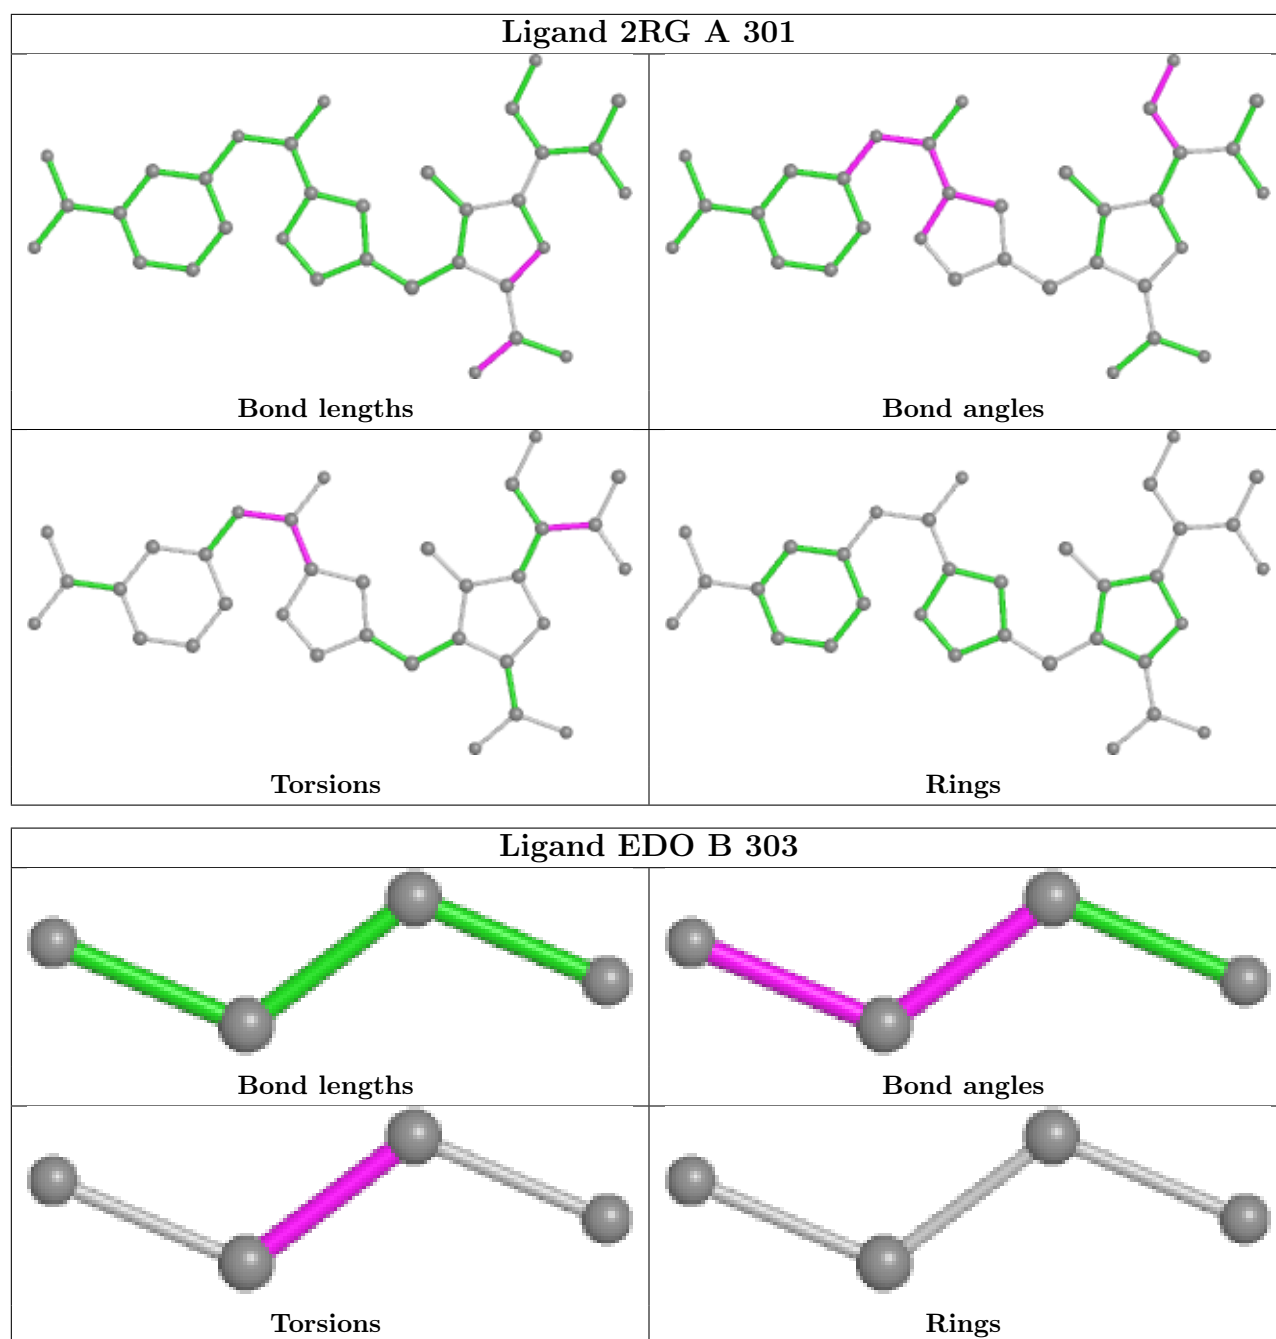 Ligand 2RG A 301
Bond lengths
Bond angles
Torsions
Rings
Ligand EDO B 303
Bond lengths
Bond angles
Torsions
Rings